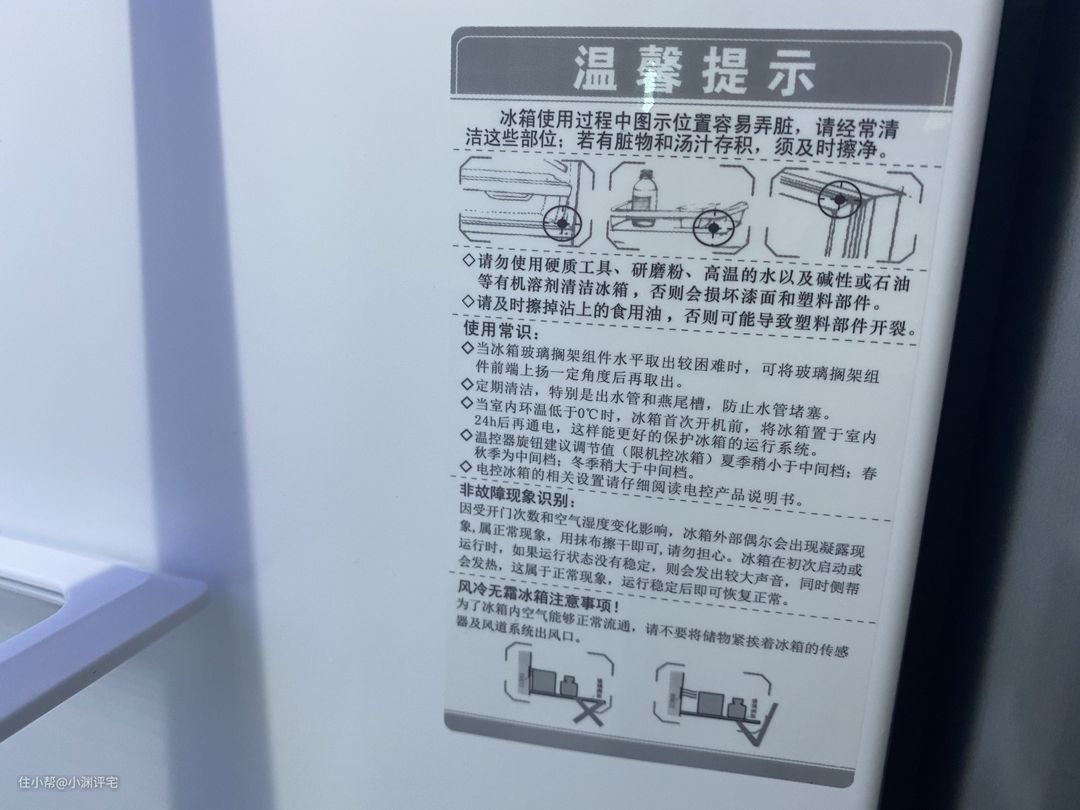 温馨提示
冰箱使用过程中图示位置容易弄脏，请经常清
洁这些部位；若有脏物和汤汁存积，须及时擦净。
◇请勿使用硬质工具、研磨粉、高温的水以及碱性或石油
等有机溶剂清洁冰箱，否则会损坏漆面和塑料部件。
◇请及时擦掉沾上的食用油，否则可能导致塑料部件开裂。
使用常识：
◇当冰箱玻璃搁架组件水平取出较困难时，可将玻璃搁架组
件前端上扬一定角度后再取出。
◇定期清洁，特别是出水管和燕尾槽，防止水管堵塞。
◇当室内环温低于0℃时，冰箱首次开机前，将冰箱置于室内
24h后再通电，这样能更好的保护冰箱的运行系统。
◇温控器旋钮建议调节值（限机控冰箱）夏季稍小于中间档；春
秋季为中间档；冬季稍大于中间档。
◇电控冰箱的相关设置请仔细阅读电控产品说明书。
非故障现象识别：
因受开门次数和空气湿度变化影响，冰箱外部偶尔会出现凝露现
象,属正常现象，用抹布擦干即可,请勿担心。冰箱在初次启动或
运行时，如果运行状态没有稳定，则会发出较大声音，同时侧帮
会发热，这属于正常现象，运行稳定后即可恢复正常。
风冷无霜冰箱注意事项！
为了冰箱内空气能够正常流通，请不要将储物紧挨着冰箱的传感
器及风道系统出风口。
住小帮@小渊评宅